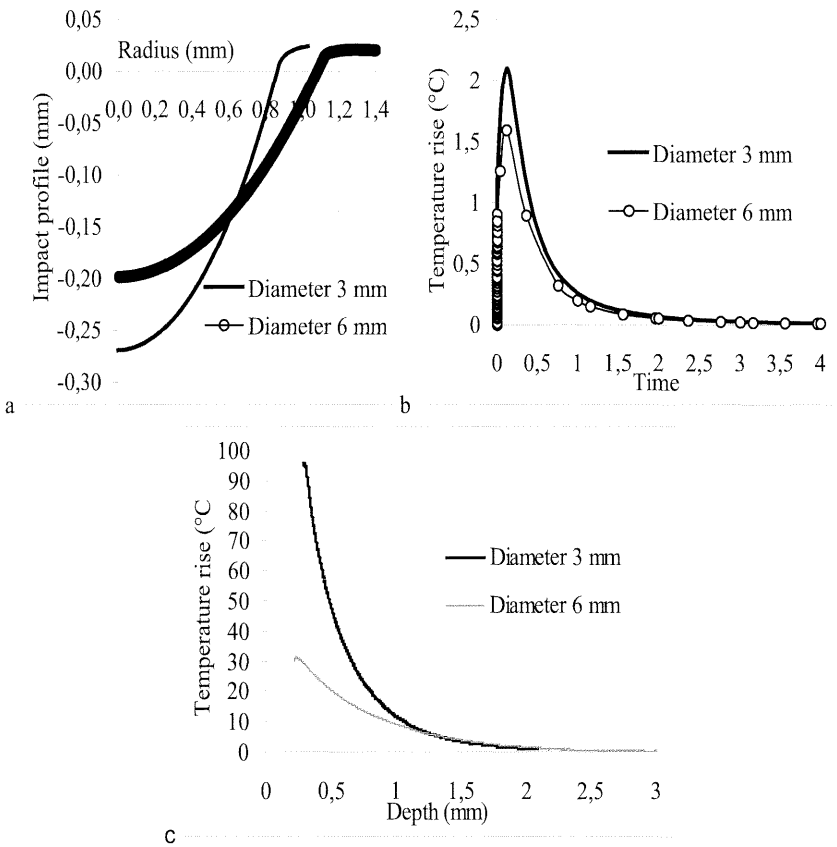 0,05
Radius (mm)
0,00
0,0 0,2 0,4 0,6 0,8 1,0 1,2 1,4
-0,05
-0,10
-0,15
-0,20
-0,25
-0,30
Impact profile (mm)
Diameter 3 mm
Diameter 6 mm
a
2,5
2
1,5
1
0,5
0
Temperature rise (°C)
Diameter 3 mm
Diameter 6 mm
0 0,5 1 1,5 2 2,5 3 3,5 4
Time
b
100
90
80
70
60
50
40
30
20
10
0
Temperature rise (°C
Diameter 3 mm
Diameter 6 mm
0 0,5 1 1,5 2 2,5 3
Depth (mm)
c